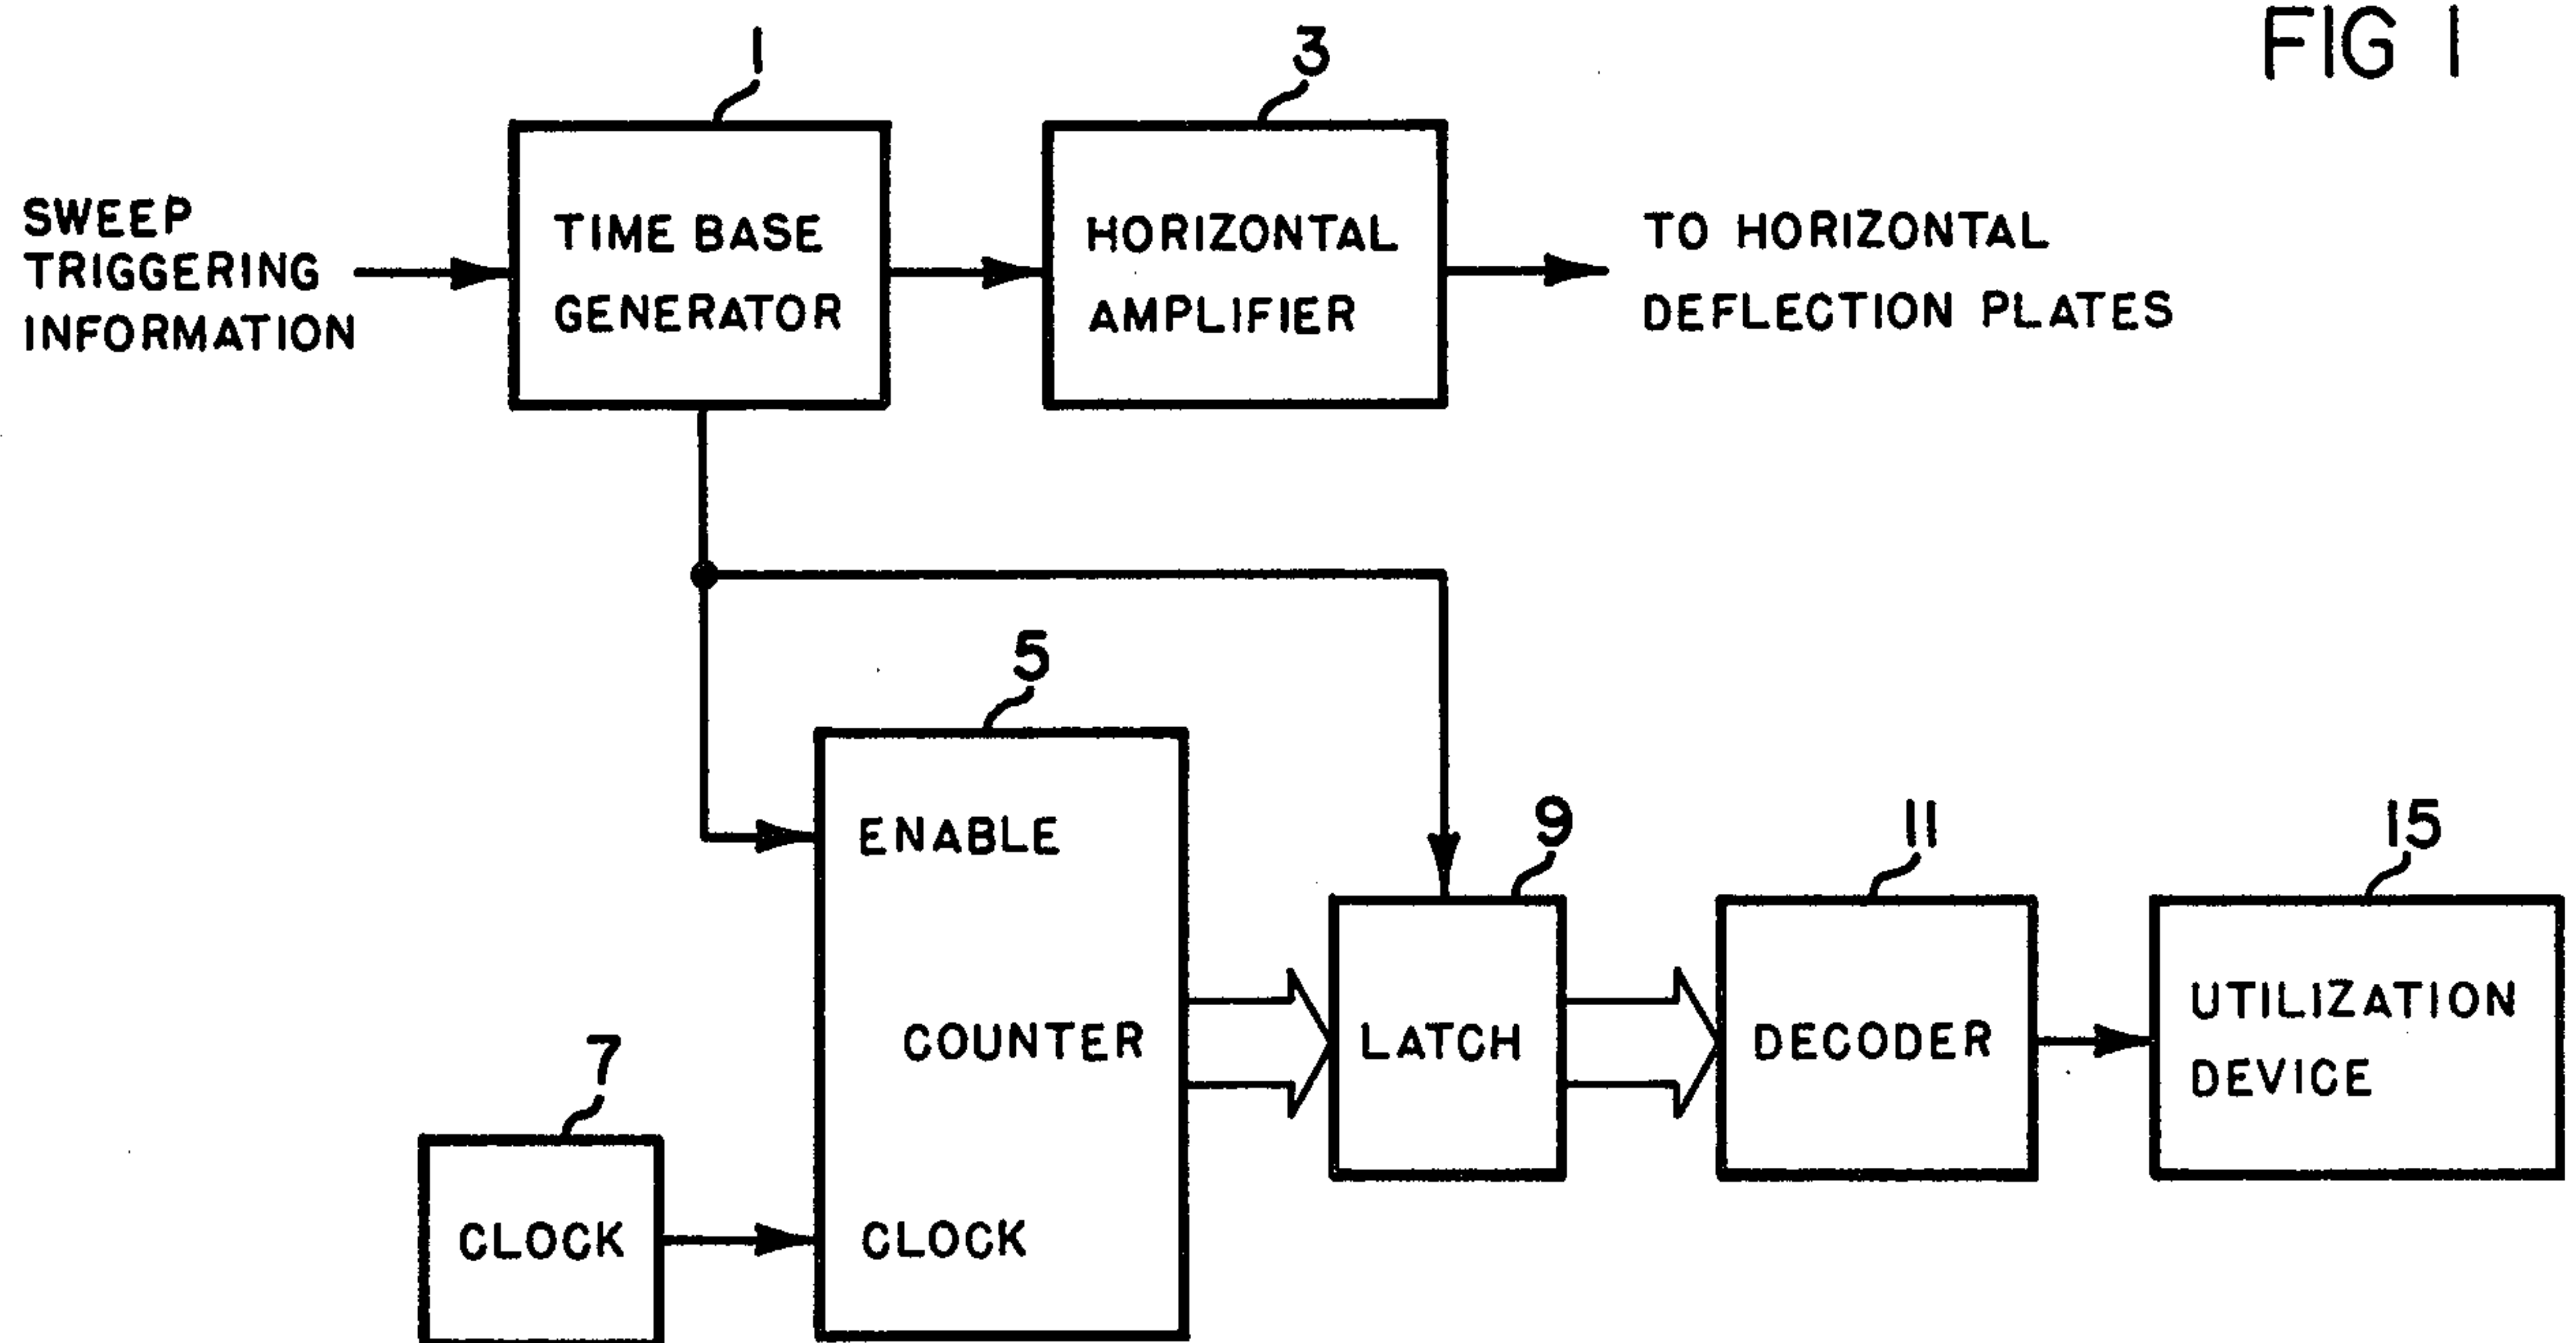 FIG 1
1
3
SWEEP
TRIGGERING
INFORMATION
TIME BASE
GENERATOR
HORIZONTAL
AMPLIFIER
TO HORIZONTAL
DEFLECTION PLATES
5
ENABLE
COUNTER
CLOCK
7
CLOCK
9
LATCH
11
DECODER
15
UTILIZATION
DEVICE